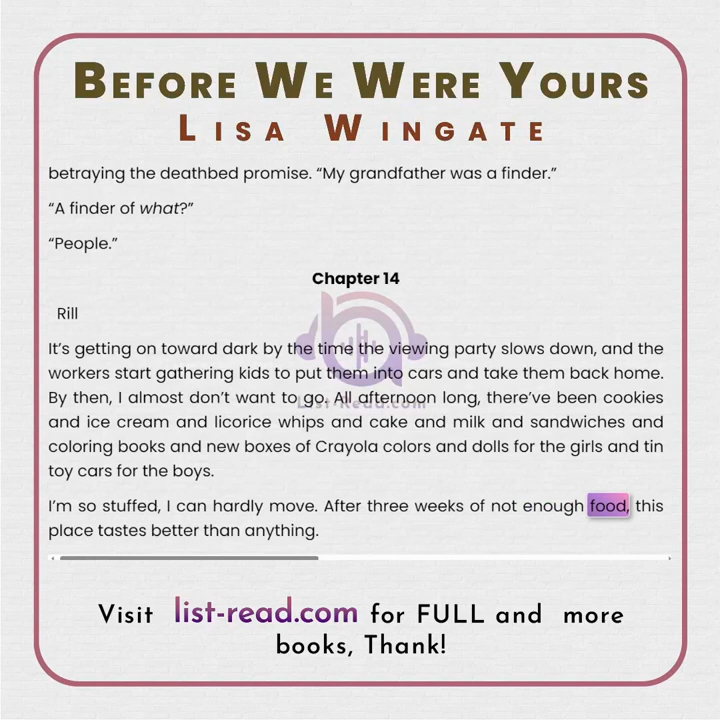 BEFORE WE WERE YOURS
LISA WINGATE
betraying the deathbed promise. “My grandfather was a finder.”
“A finder of what?”
“People.”
Chapter 14
Rill
It’s getting on toward dark by the time the viewing party slows down, and the
workers start gathering kids to put them into cars and take them back home.
By then, I almost don’t want to go. All afternoon long, there’ve been cookies
and ice cream and licorice whips and cake and milk and sandwiches and
coloring books and new boxes of Crayola colors and dolls for the girls and tin
toy cars for the boys.
List-Read.com
I’m so stuffed, I can hardly move. After three weeks of not enough food, this
place tastes better than anything.
Visit list-read.com for FULL and more
books, Thank!